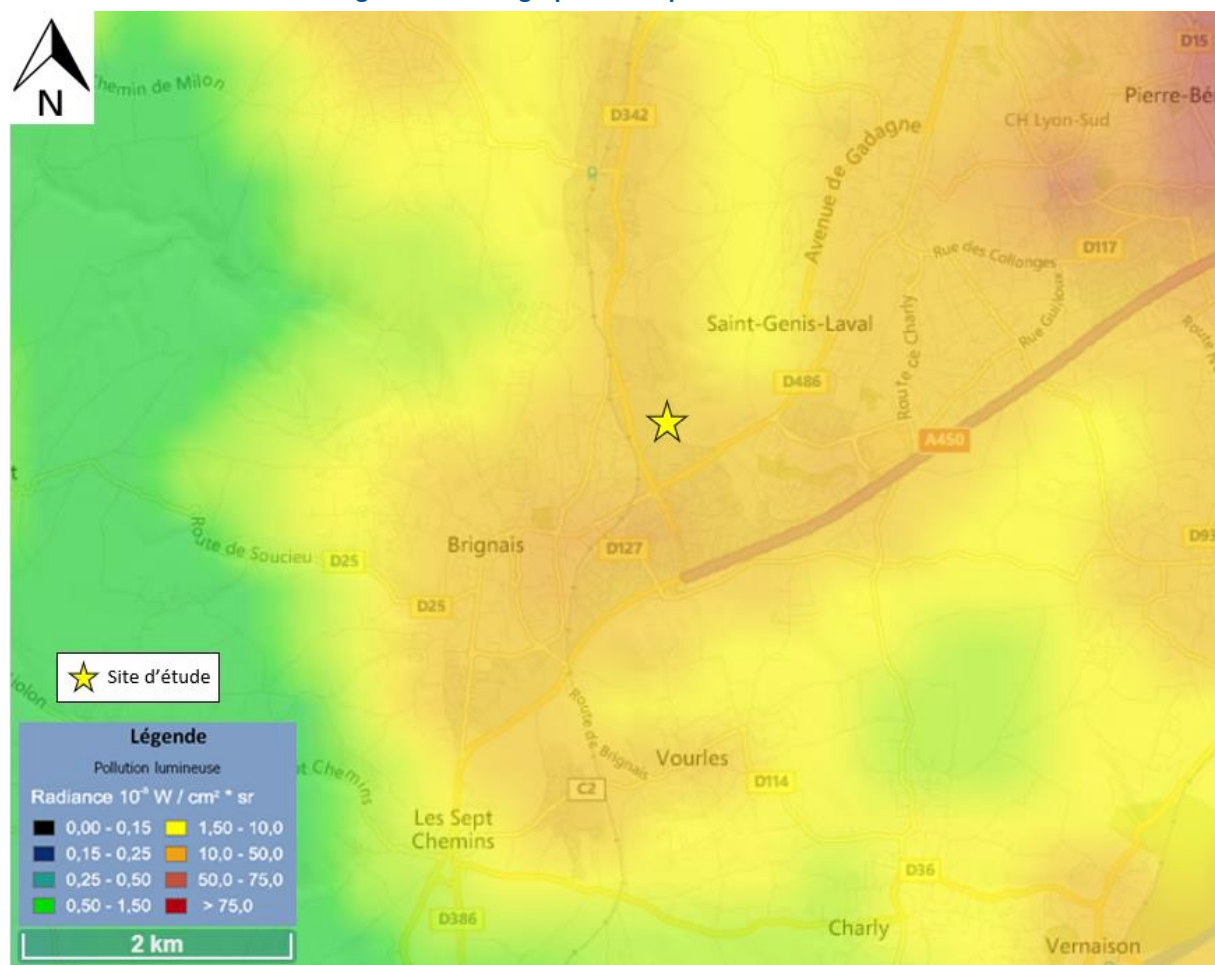 N
Chemin de Milon
D342
D15
Pierre-Bé
CH Lyon-Sud
Avenue de Gadagne
Rue des Collonges
D117
Rue Guilloux
Route de Charly
Saint-Genis-Laval
D486
A450
Route de Soucieu
D25
Brignais
D127
D93
D25
Site d'étude
Route de Brignais
Vourles
C2
D114
Les Sept
Chemins
D36
D386
Charly
Vernaison
Légende
Pollution lumineuse
Radiance 10⁻⁸ W / cm² * sr
0,00 - 0,15 1,50 - 10,0
0,15 - 0,25 10,0 - 50,0
0,25 - 0,50 50,0 - 75,0
0,50 - 1,50 > 75,0
2 km